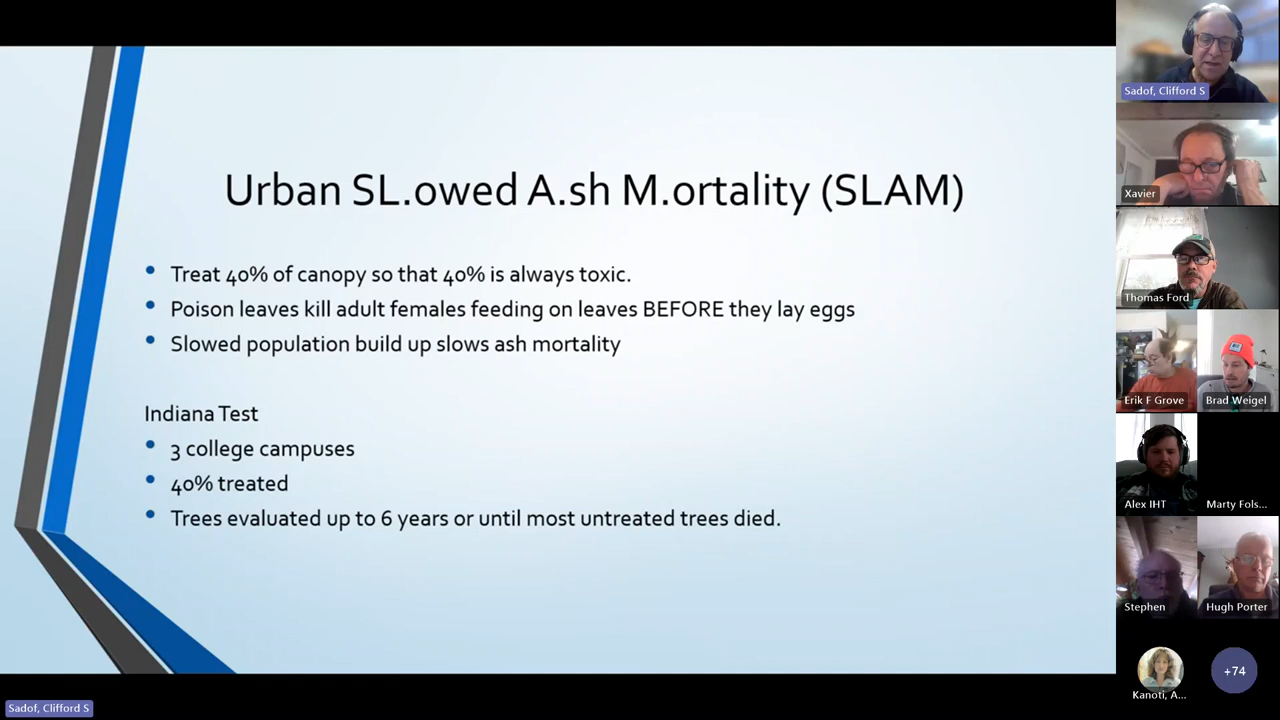 Urban SL.owed A.sh M.ortality (SLAM)
Treat 40% of canopy so that 40% is always toxic.
Poison leaves kill adult females feeding on leaves BEFORE they lay eggs
Slowed population build up slows ash mortality
Indiana Test
3 college campuses
40% treated
Trees evaluated up to 6 years or until most untreated trees died.
Sadof, Clifford S
Sadof, Clifford S
Xavier
Thomas Ford
Erik F Grove
Brad Weigel
Alex IHT
Marty Fols...
Stephen
Hugh Porter
Kanoti, A...
+74